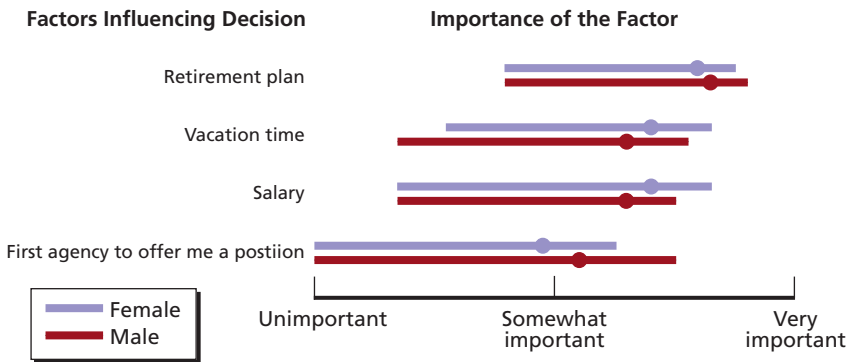 Factors Influencing Decision
Importance of the Factor
Retirement plan
Vacation time
Salary
First agency to offer me a postiion
Female
Male
Unimportant
Somewhat
important
Very
important